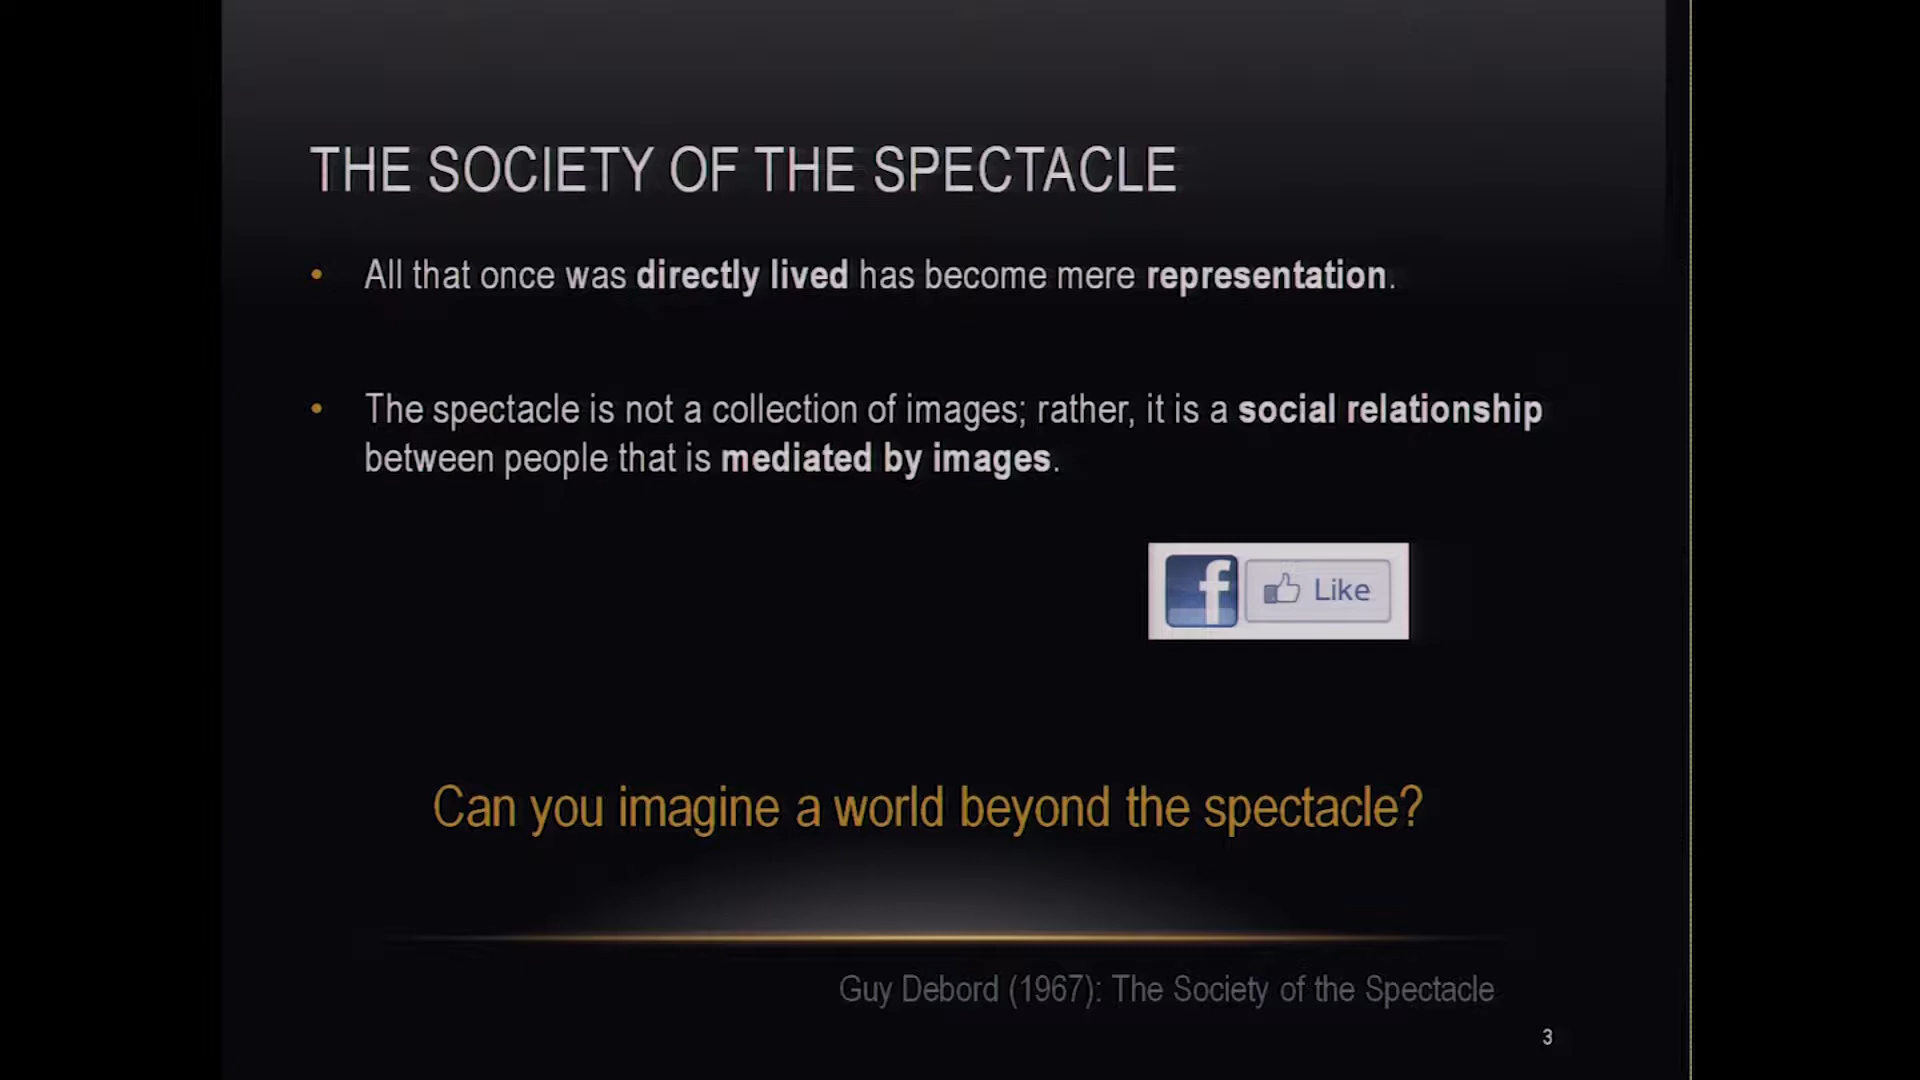 THE SOCIETY OF THE SPECTACLE
• All that once was directly lived has become mere representation.
• The spectacle is not a collection of images; rather, it is a social relationship
between people that is mediated by images.
f Like
Can you imagine a world beyond the spectacle?
Guy Debord (1967): The Society of the Spectacle
3